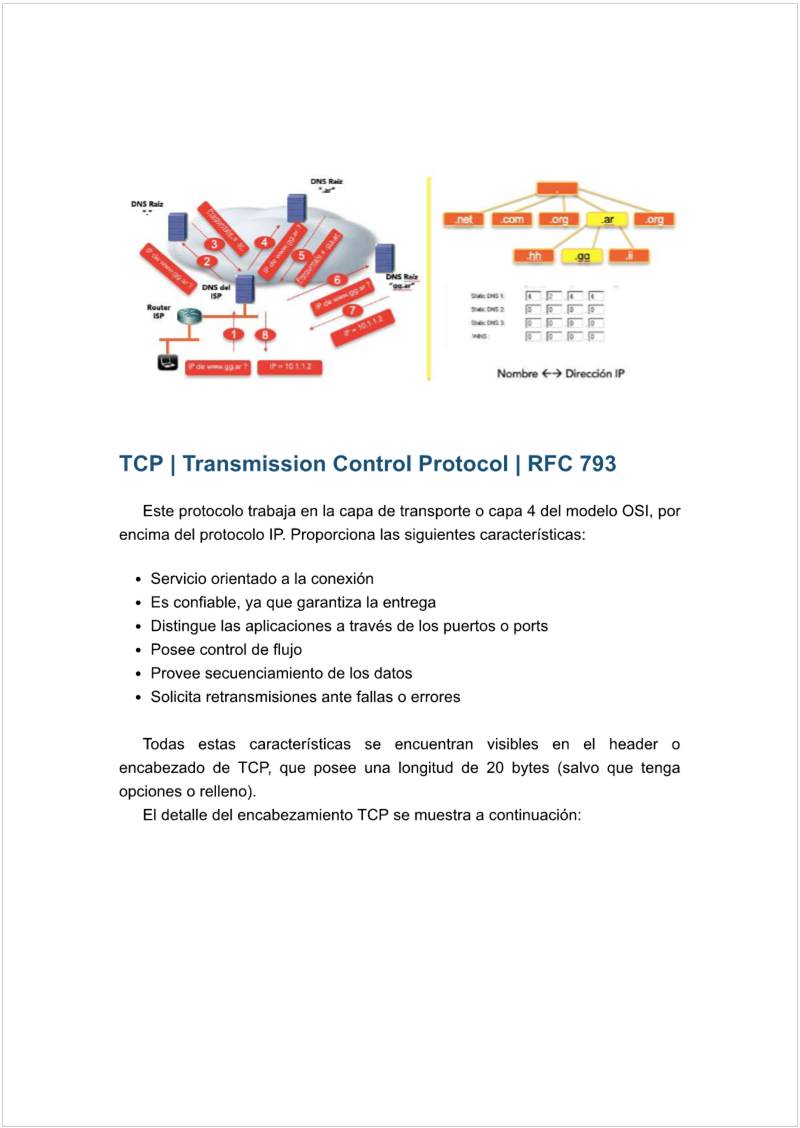 DNS Raiz
".ar"
DNS Raiz
"."
3
4
IP de www.gg.ar ?
5
2
IP de www.gg.ar ?
6
DNS Raiz
"gg.ar"
DNS del
ISP
IP de www.gg.ar ?
7
Router
ISP
IP = 10.1.1.2
1
8
IP de www.gg.ar ?
IP = 10.1.1.2
.
.net
.com
.org
.ar
.org
.hh
.gg
.ii
Static DNS 1:
4
2
4
4
Static DNS 2:
0
0
0
0
Static DNS 3:
0
0
0
0
WINS :
0
0
0
0
Nombre ←→ Dirección IP
TCP | Transmission Control Protocol | RFC 793
Este protocolo trabaja en la capa de transporte o capa 4 del modelo OSI, por
encima del protocolo IP. Proporciona las siguientes características:
• Servicio orientado a la conexión
• Es confiable, ya que garantiza la entrega
• Distingue las aplicaciones a través de los puertos o ports
• Posee control de flujo
• Provee secuenciamiento de los datos
• Solicita retransmisiones ante fallas o errores
Todas estas características se encuentran visibles en el header o
encabezado de TCP, que posee una longitud de 20 bytes (salvo que tenga
opciones o relleno).
El detalle del encabezamiento TCP se muestra a continuación: